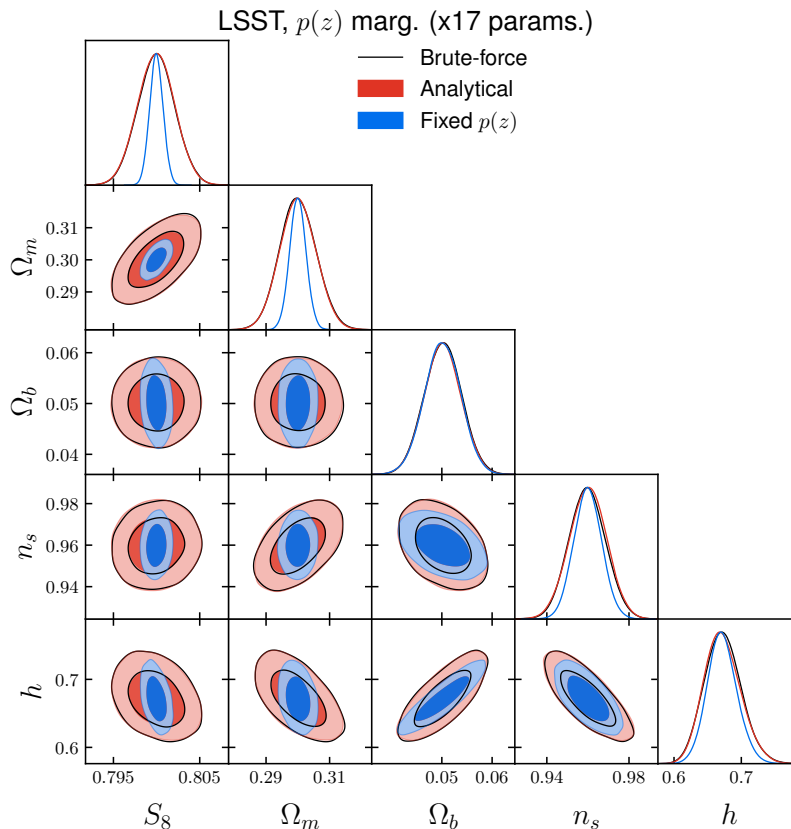 LSST, p(z) marg. (x17 params.)
Brute-force
Analytical
Fixed p(z)
0.31
0.30
0.29
Ω_m
0.06
0.05
0.04
Ω_b
0.98
0.96
0.94
n_s
0.7
0.6
h
0.795 0.805 0.29 0.31 0.05 0.06 0.94 0.98 0.6 0.7
S_8 Ω_m Ω_b n_s h